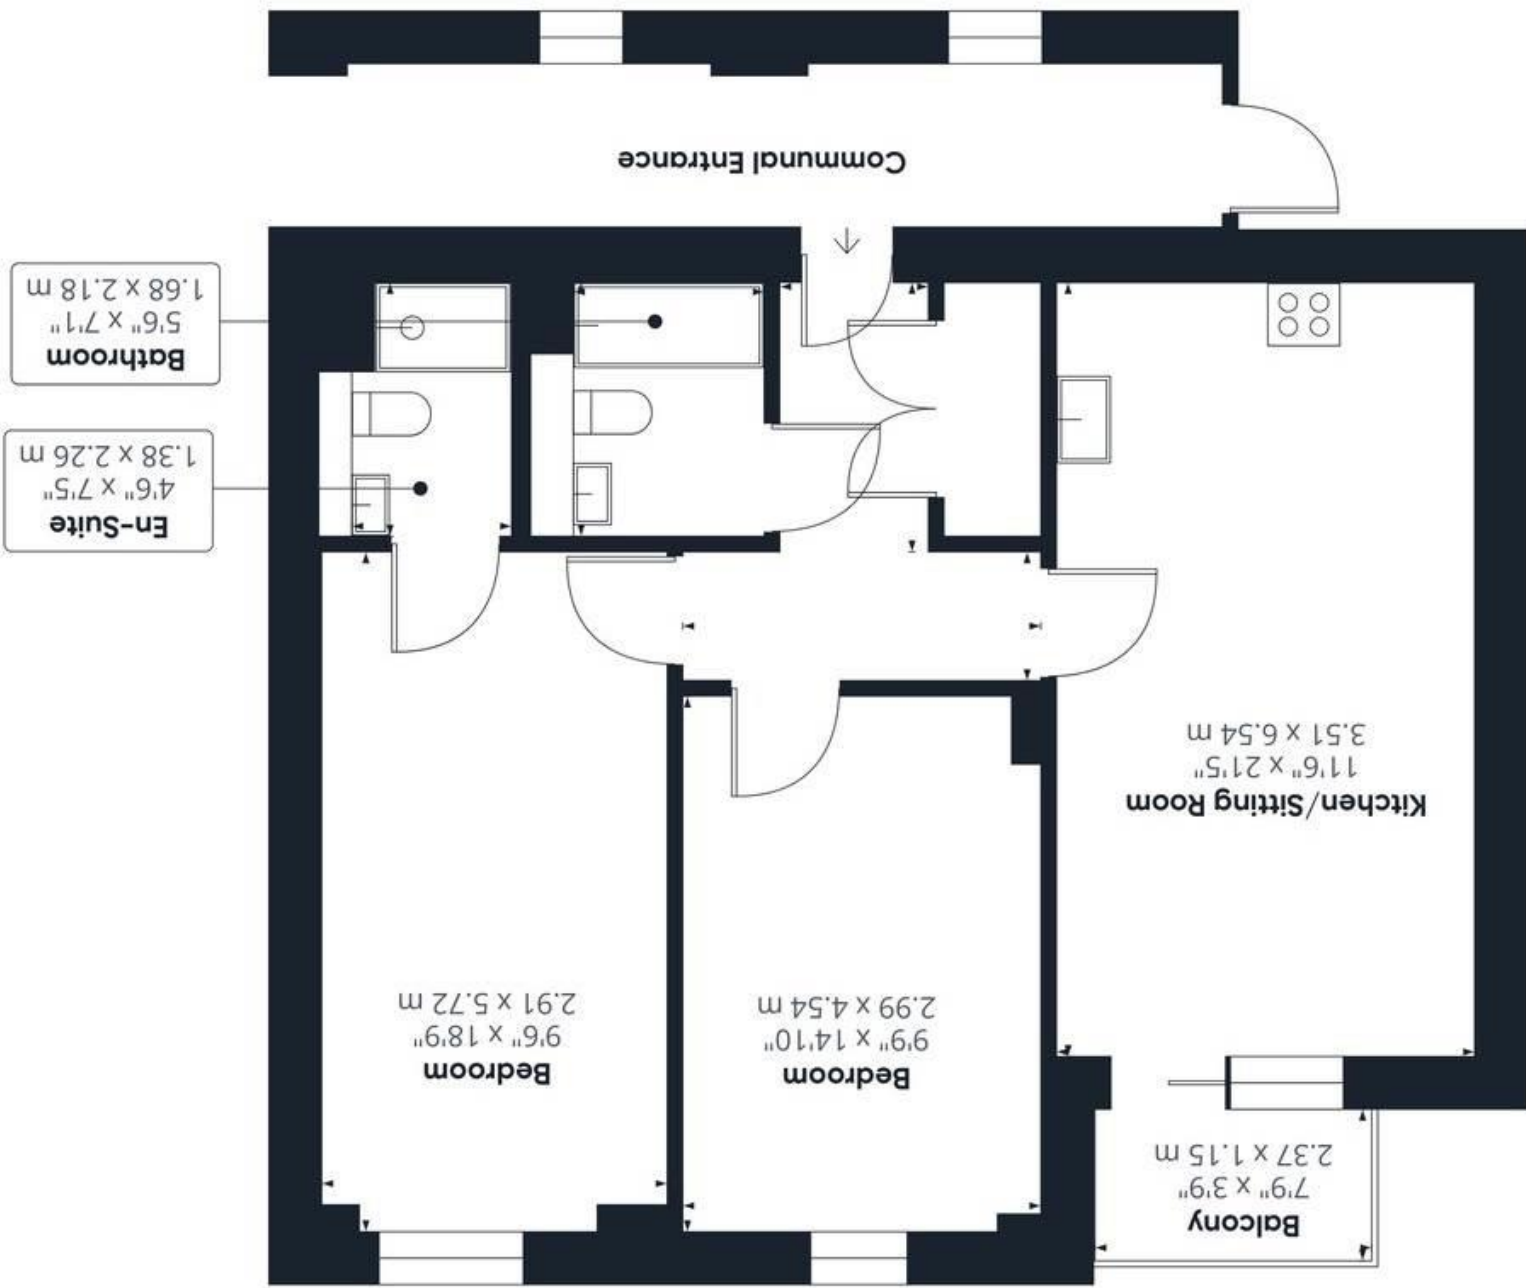 Balcony
7'9" x 3'9"
2.37 x 1.15 m
Bedroom
9'9" x 14'10"
2.99 x 4.54 m
Bedroom
9'6" x 18'9"
2.91 x 5.72 m
Kitchen/Sitting Room
11'6" x 21'5"
3.51 x 6.54 m
En-Suite
4'6" x 7'5"
1.38 x 2.26 m
Bathroom
5'6" x 7'1"
1.68 x 2.18 m
Communal Entrance